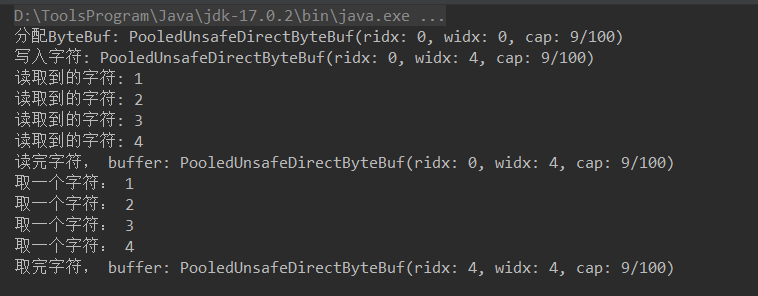 D:\ToolsProgram\Java\jdk-17.0.2\bin\java.exe ...
分配ByteBuf: PooledUnsafeDirectByteBuf(ridx: 0, widx: 0, cap: 9/100)
写入字符: PooledUnsafeDirectByteBuf(ridx: 0, widx: 4, cap: 9/100)
读取到的字符: 1
读取到的字符: 2
读取到的字符: 3
读取到的字符: 4
读完字符, buffer: PooledUnsafeDirectByteBuf(ridx: 0, widx: 4, cap: 9/100)
取一个字符: 1
取一个字符: 2
取一个字符: 3
取一个字符: 4
取完字符, buffer: PooledUnsafeDirectByteBuf(ridx: 4, widx: 4, cap: 9/100)